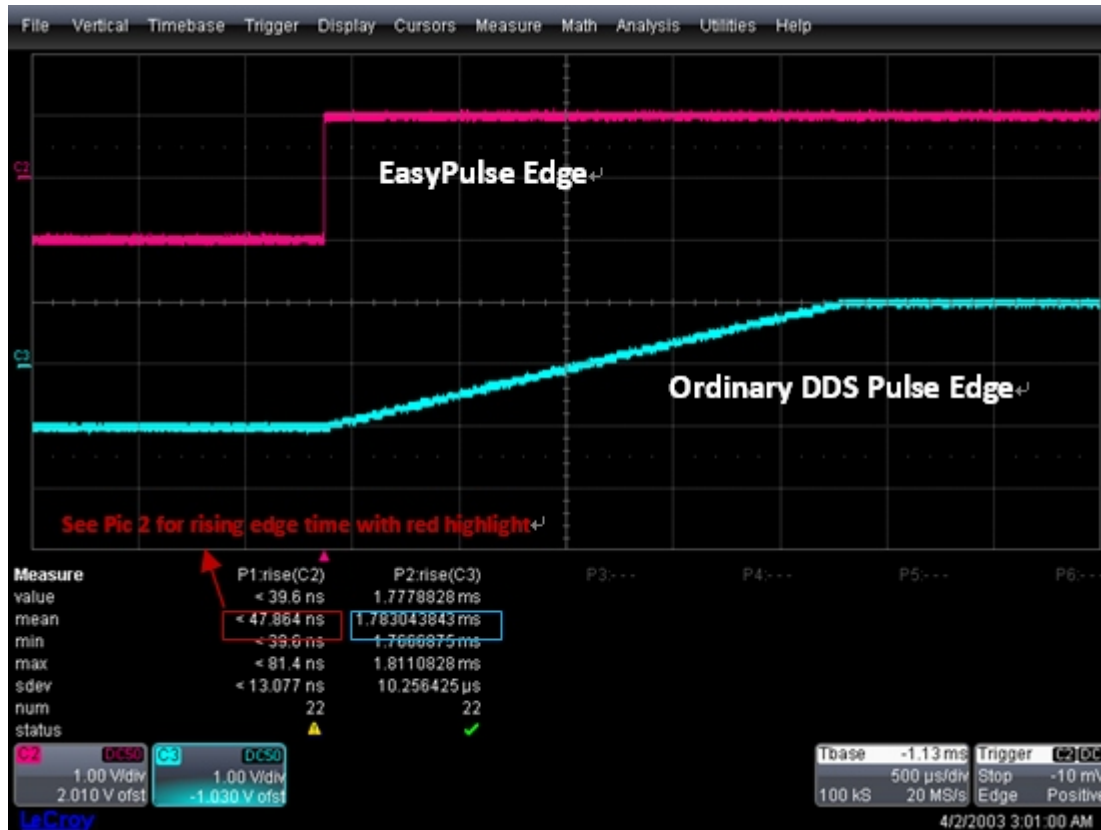 File Vertical Timebase Trigger Display Cursors Measure Math Analysis Utilities Help
C2
EasyPulse Edge
C3
Ordinary DDS Pulse Edge
See Pic 2 for rising edge time with red highlight
Measure P1:rise(C2) P2:rise(C3) P3:--- P4:--- P5:--- P6:---
value < 39.6 ns 1.7778828 ms
mean < 47.864 ns 1.783043843 ms
min < 39.6 ns 1.7666875 ms
max < 81.4 ns 1.8110828 ms
sdev < 13.077 ns 10.256425 µs
num 22 22
status
C2 DC50 C3 DC50 Tbase -1.13 ms Trigger C2 DC
1.00 V/div 1.00 V/div 500 µs/div Stop -10 mV
2.010 V ofst -1.030 V ofst 100 kS 20 MS/s Edge Positive
LeCroy 4/2/2003 3:01:00 AM